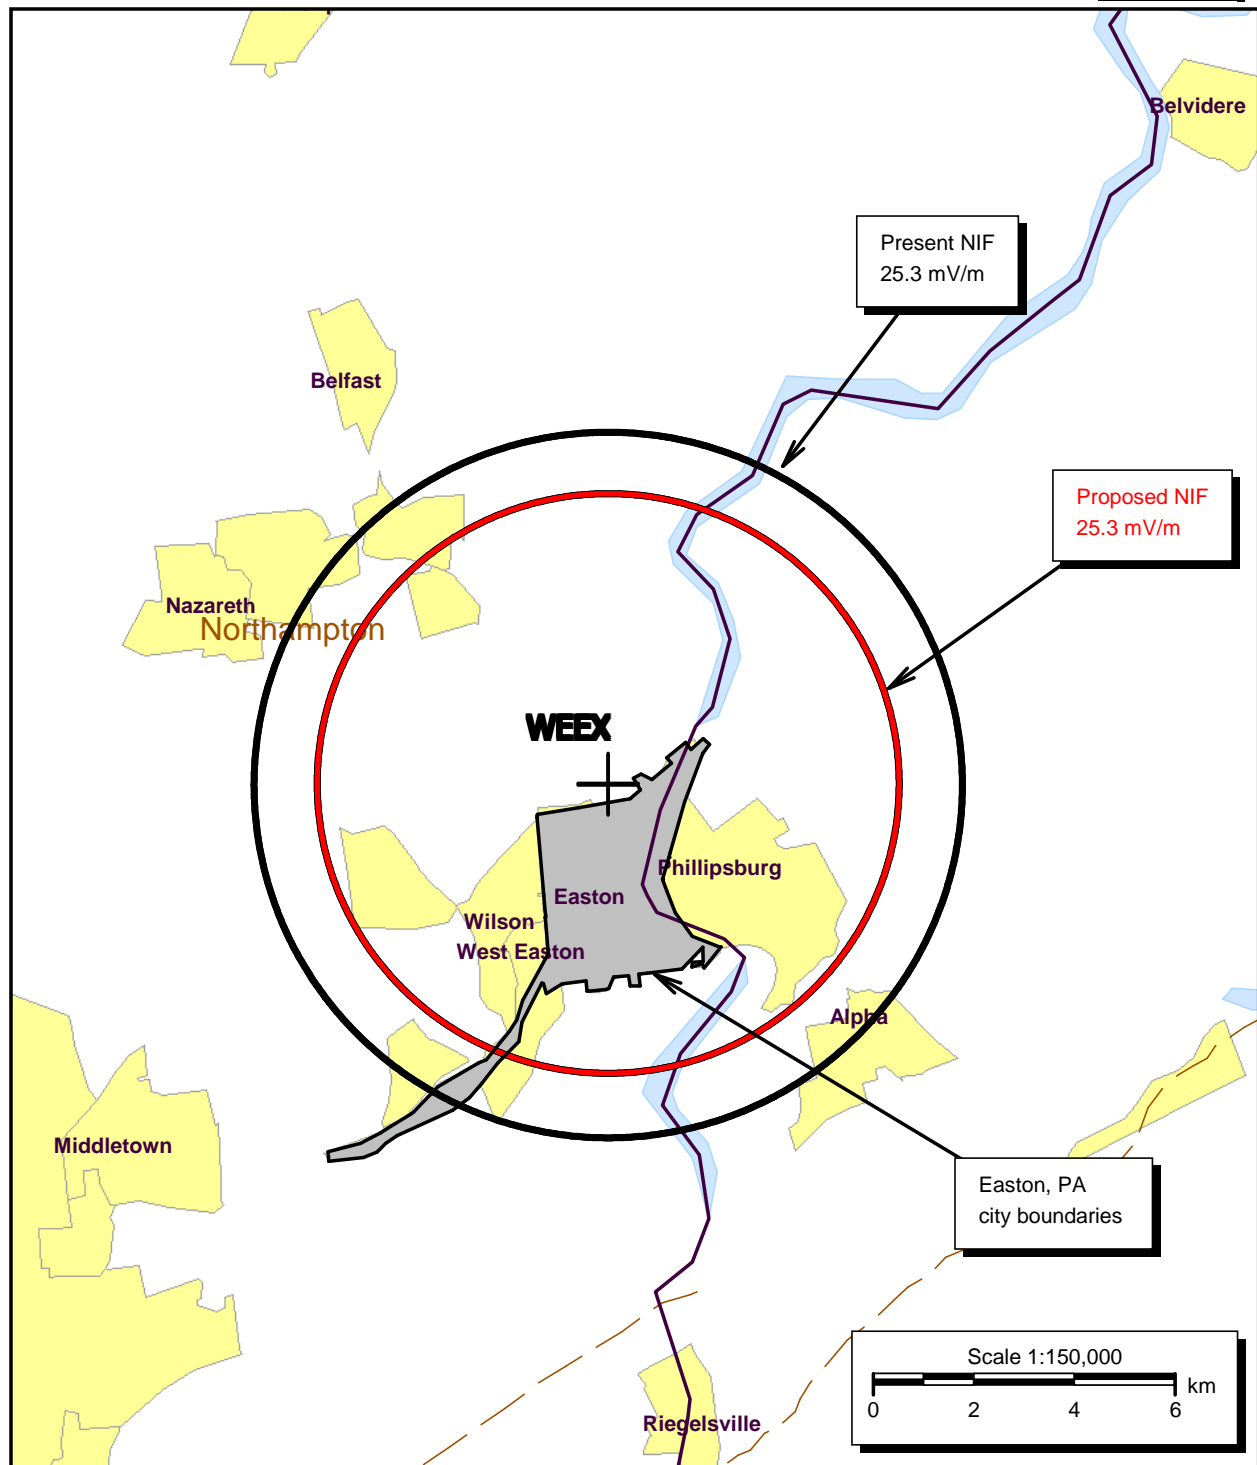 Belvidere
Present NIF
25.3 mV/m
Belfast
Proposed NIF
25.3 mV/m
Nazareth
Northampton
WEEX
Phillipsburg
Easton
Wilson
West Easton
Alpha
Middletown
Easton, PA
city boundaries
Scale 1:150,000
km
0 2 4 6
Riegelsville